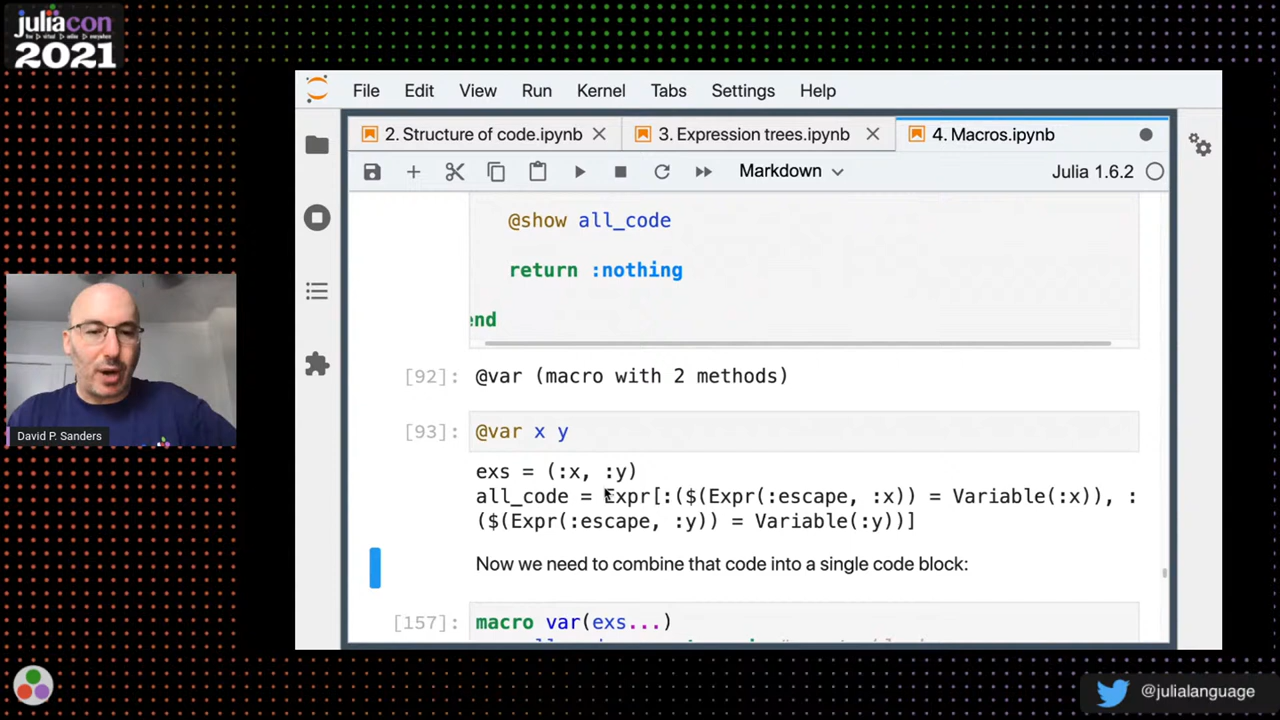 juliacon
2021
File Edit View Run Kernel Tabs Settings Help
2. Structure of code.ipynb 3. Expression trees.ipynb 4. Macros.ipynb
Markdown Julia 1.6.2
@show all_code
return :nothing
end
[92]: @var (macro with 2 methods)
[93]: @var x y
exs = (:x, :y)
all_code = Expr[:($(Expr(:escape, :x)) = Variable(:x)), :
($(Expr(:escape, :y)) = Variable(:y))]
Now we need to combine that code into a single code block:
[157]: macro var(exs...)
David P. Sanders
@julialanguage